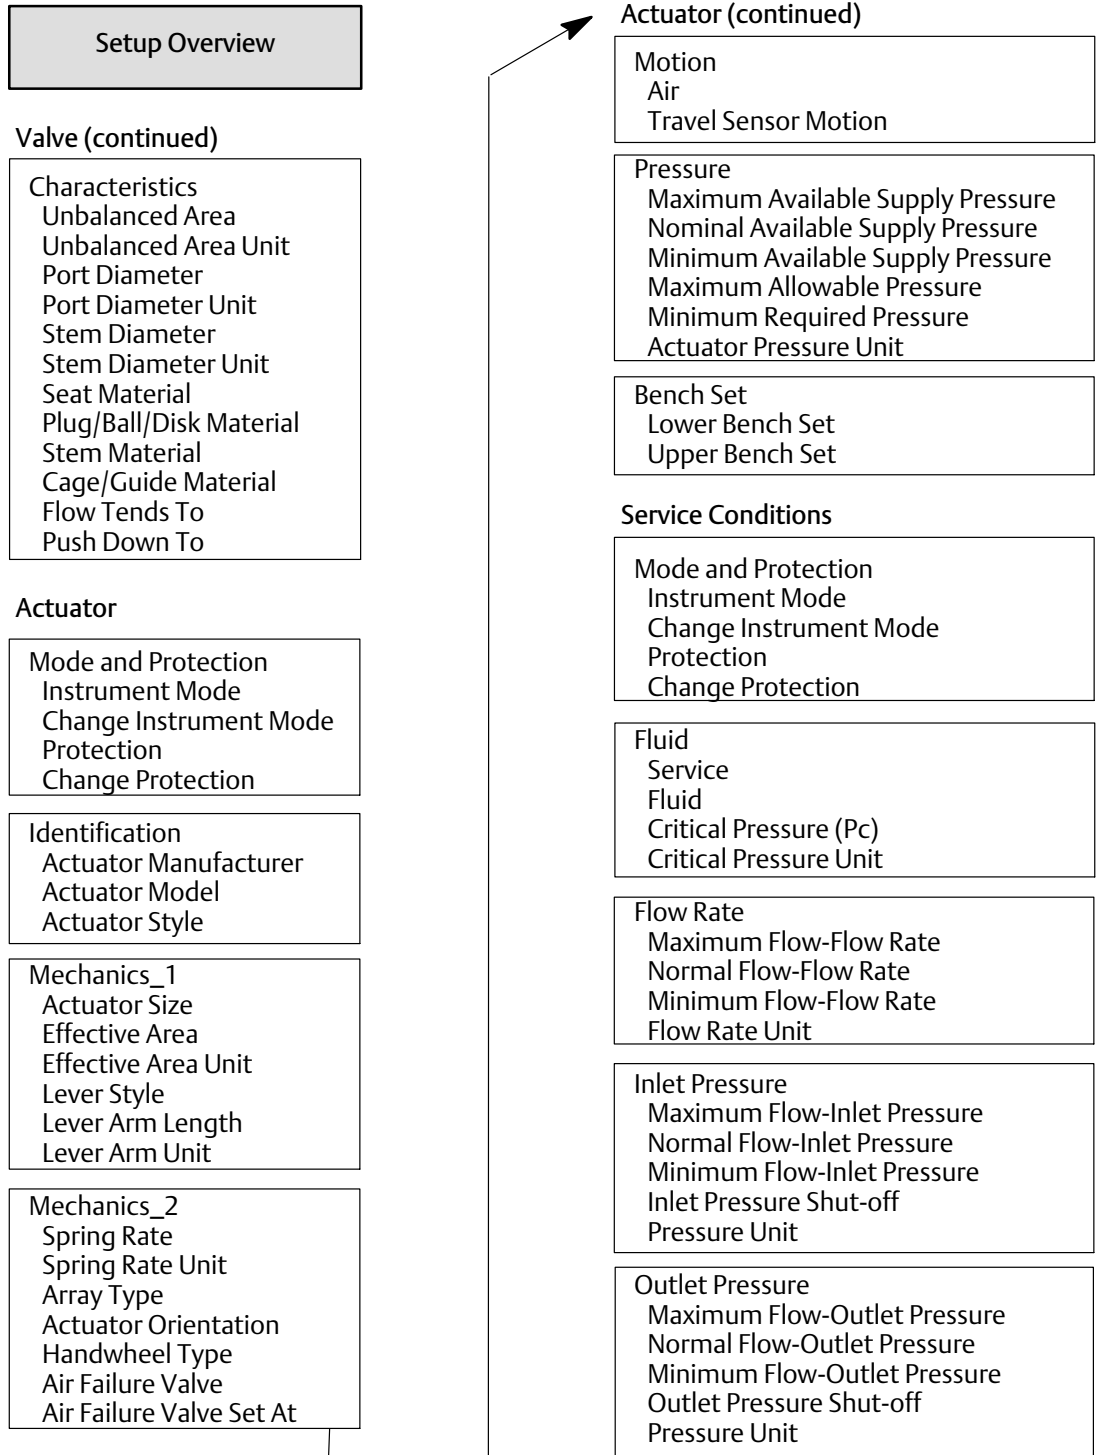 Setup Overview
Valve (continued)
Characteristics
Unbalanced Area
Unbalanced Area Unit
Port Diameter
Port Diameter Unit
Stem Diameter
Stem Diameter Unit
Seat Material
Plug/Ball/Disk Material
Stem Material
Cage/Guide Material
Flow Tends To
Push Down To
Actuator
Mode and Protection
Instrument Mode
Change Instrument Mode
Protection
Change Protection
Identification
Actuator Manufacturer
Actuator Model
Actuator Style
Mechanics_1
Actuator Size
Effective Area
Effective Area Unit
Lever Style
Lever Arm Length
Lever Arm Unit
Mechanics_2
Spring Rate
Spring Rate Unit
Array Type
Actuator Orientation
Handwheel Type
Air Failure Valve
Air Failure Valve Set At
Actuator (continued)
Motion
Air
Travel Sensor Motion
Pressure
Maximum Available Supply Pressure
Nominal Available Supply Pressure
Minimum Available Supply Pressure
Maximum Allowable Pressure
Minimum Required Pressure
Actuator Pressure Unit
Bench Set
Lower Bench Set
Upper Bench Set
Service Conditions
Mode and Protection
Instrument Mode
Change Instrument Mode
Protection
Change Protection
Fluid
Service
Fluid
Critical Pressure (Pc)
Critical Pressure Unit
Flow Rate
Maximum Flow-Flow Rate
Normal Flow-Flow Rate
Minimum Flow-Flow Rate
Flow Rate Unit
Inlet Pressure
Maximum Flow-Inlet Pressure
Normal Flow-Inlet Pressure
Minimum Flow-Inlet Pressure
Inlet Pressure Shut-off
Pressure Unit
Outlet Pressure
Maximum Flow-Outlet Pressure
Normal Flow-Outlet Pressure
Minimum Flow-Outlet Pressure
Outlet Pressure Shut-off
Pressure Unit